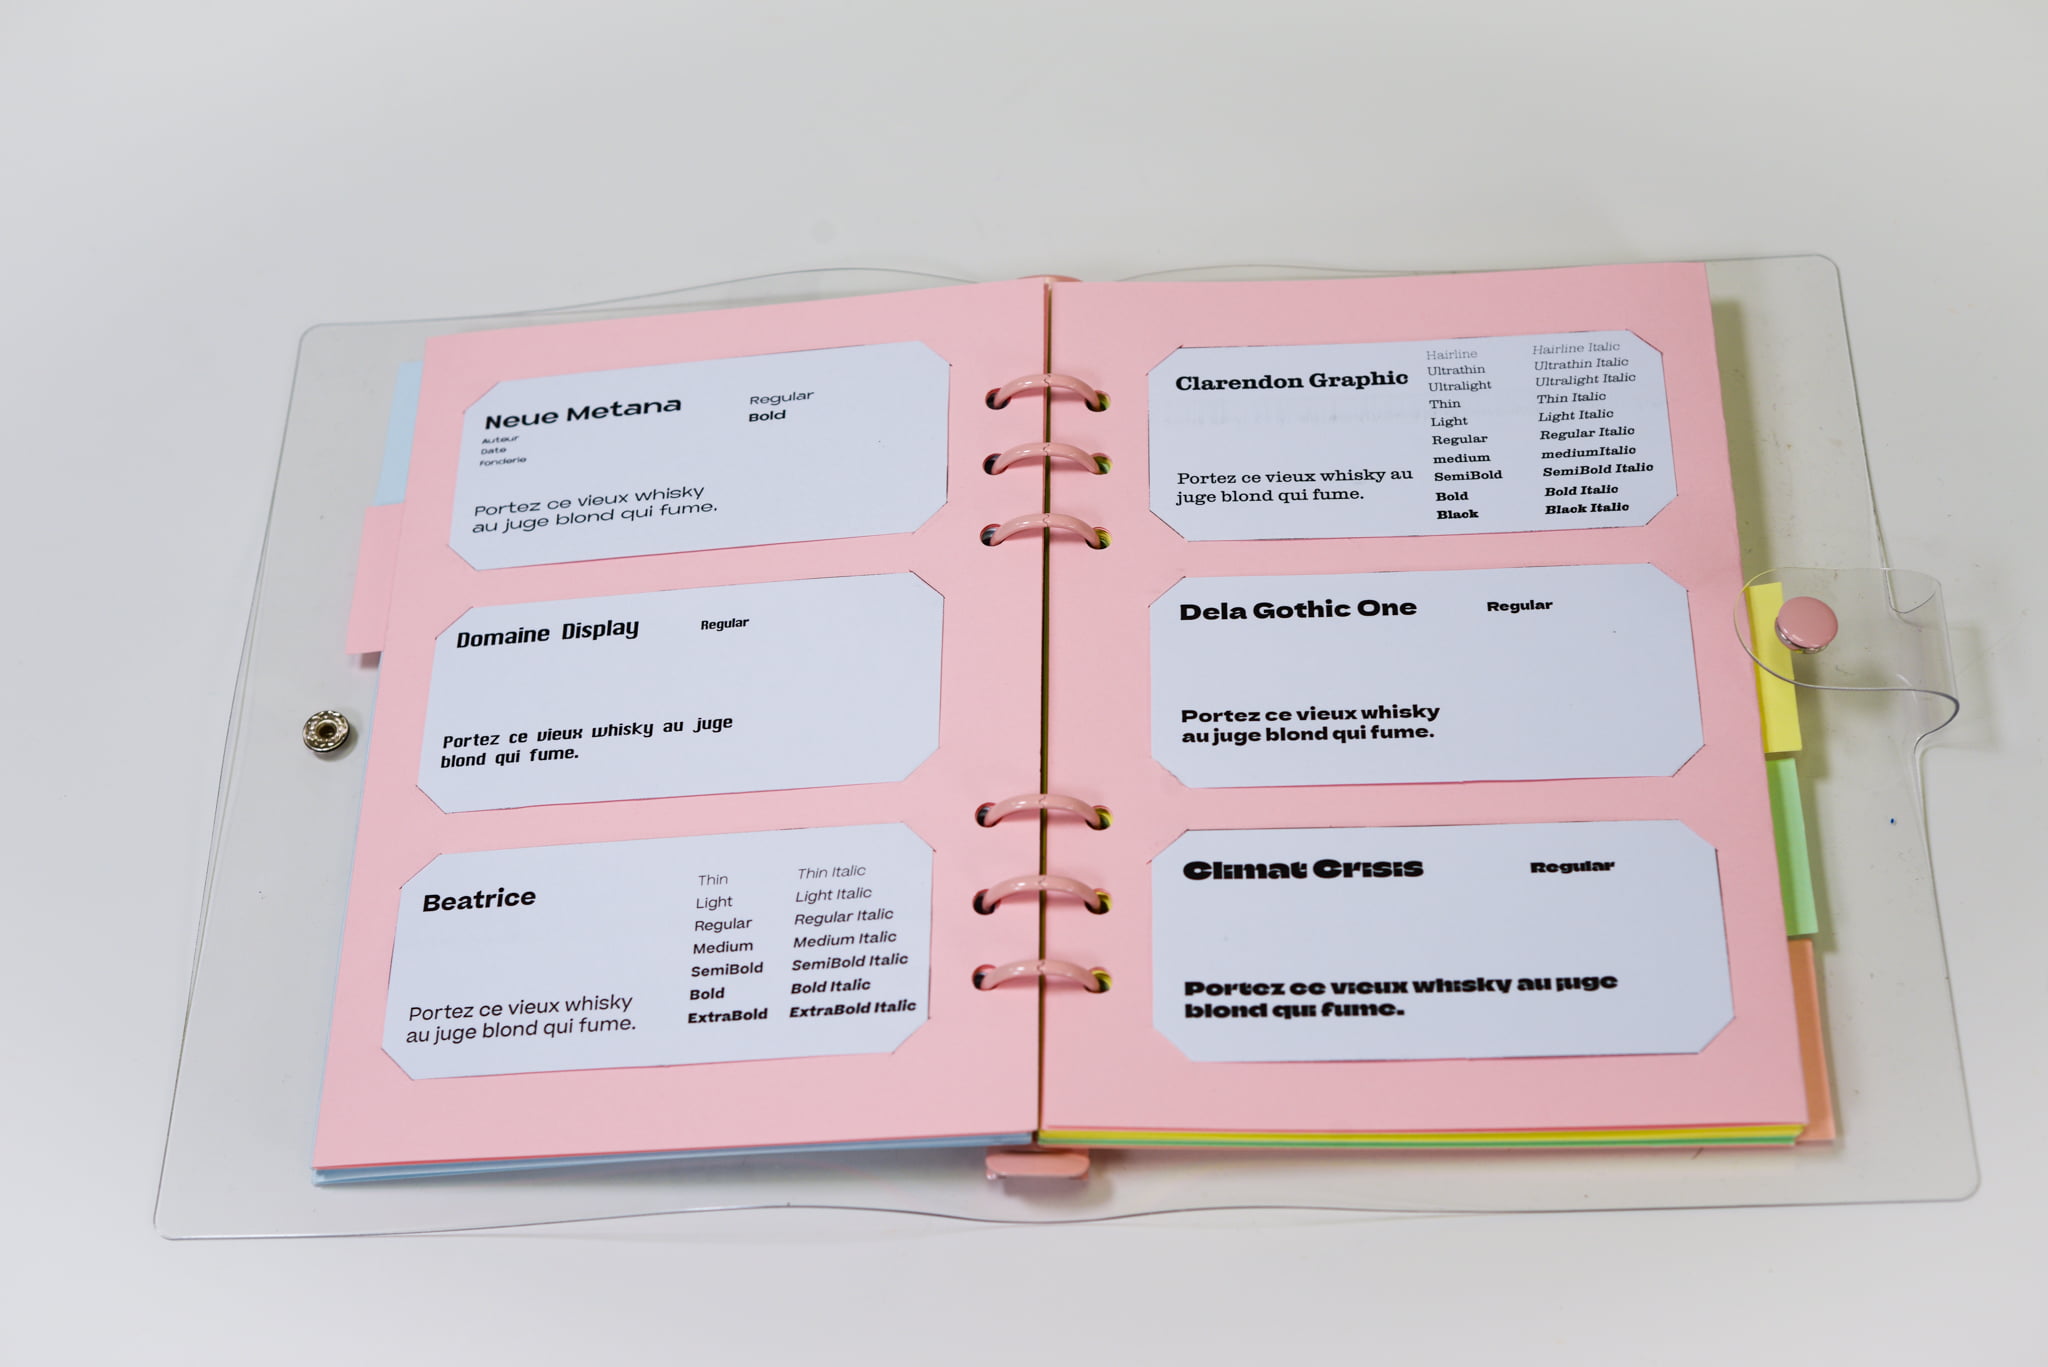 Neue Metana
Auteur
Date
Fonderie
Regular
Bold
Portez ce vieux whisky
au juge blond qui fume.
Domaine Display
Regular
Portez ce vieux whisky au juge
blond qui fume.
Beatrice
Thin
Light
Regular
Medium
SemiBold
Bold
ExtraBold
Thin Italic
Light Italic
Regular Italic
Medium Italic
SemiBold Italic
Bold Italic
ExtraBold Italic
Portez ce vieux whisky
au juge blond qui fume.
Clarendon Graphic
Hairline
Ultrathin
Ultralight
Thin
Light
Regular
medium
SemiBold
Bold
Black
Hairline Italic
Ultrathin Italic
Ultralight Italic
Thin Italic
Light Italic
Regular Italic
mediumItalic
SemiBold Italic
Bold Italic
Black Italic
Portez ce vieux whisky au
juge blond qui fume.
Dela Gothic One
Regular
Portez ce vieux whisky
au juge blond qui fume.
Climat Crisis
Regular
Portez ce vieux whisky au juge
blond qui fume.